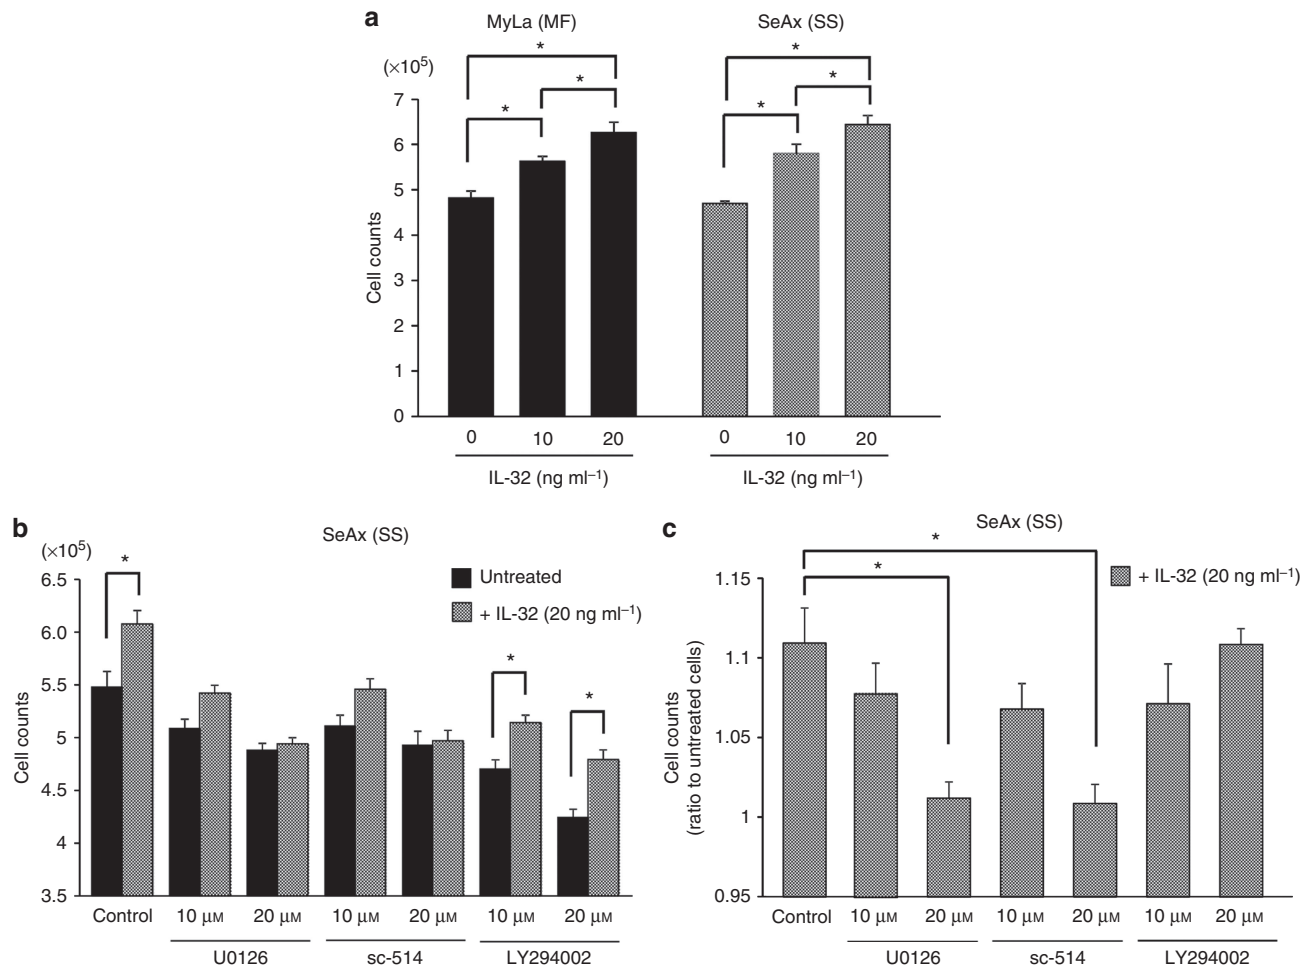 a
MyLa (MF)
SeAx (SS)
(×10⁵)
*
*
*
*
*
*
7
6
5
4
3
2
1
0
Cell counts
0 10 20
0 10 20
IL-32 (ng ml⁻¹)
IL-32 (ng ml⁻¹)
b
SeAx (SS)
(×10⁵)
*
*
*
Untreated
+ IL-32 (20 ng ml⁻¹)
6.5
6.0
5.5
5
4.5
4
3.5
Cell counts
Control 10 μM 20 μM 10 μM 20 μM 10 μM 20 μM
U0126 sc-514 LY294002
c
SeAx (SS)
*
*
+ IL-32 (20 ng ml⁻¹)
1.15
1.1
1.05
1
0.95
Cell counts
(ratio to untreated cells)
Control 10 μM 20 μM 10 μM 20 μM 10 μM 20 μM
U0126 sc-514 LY294002